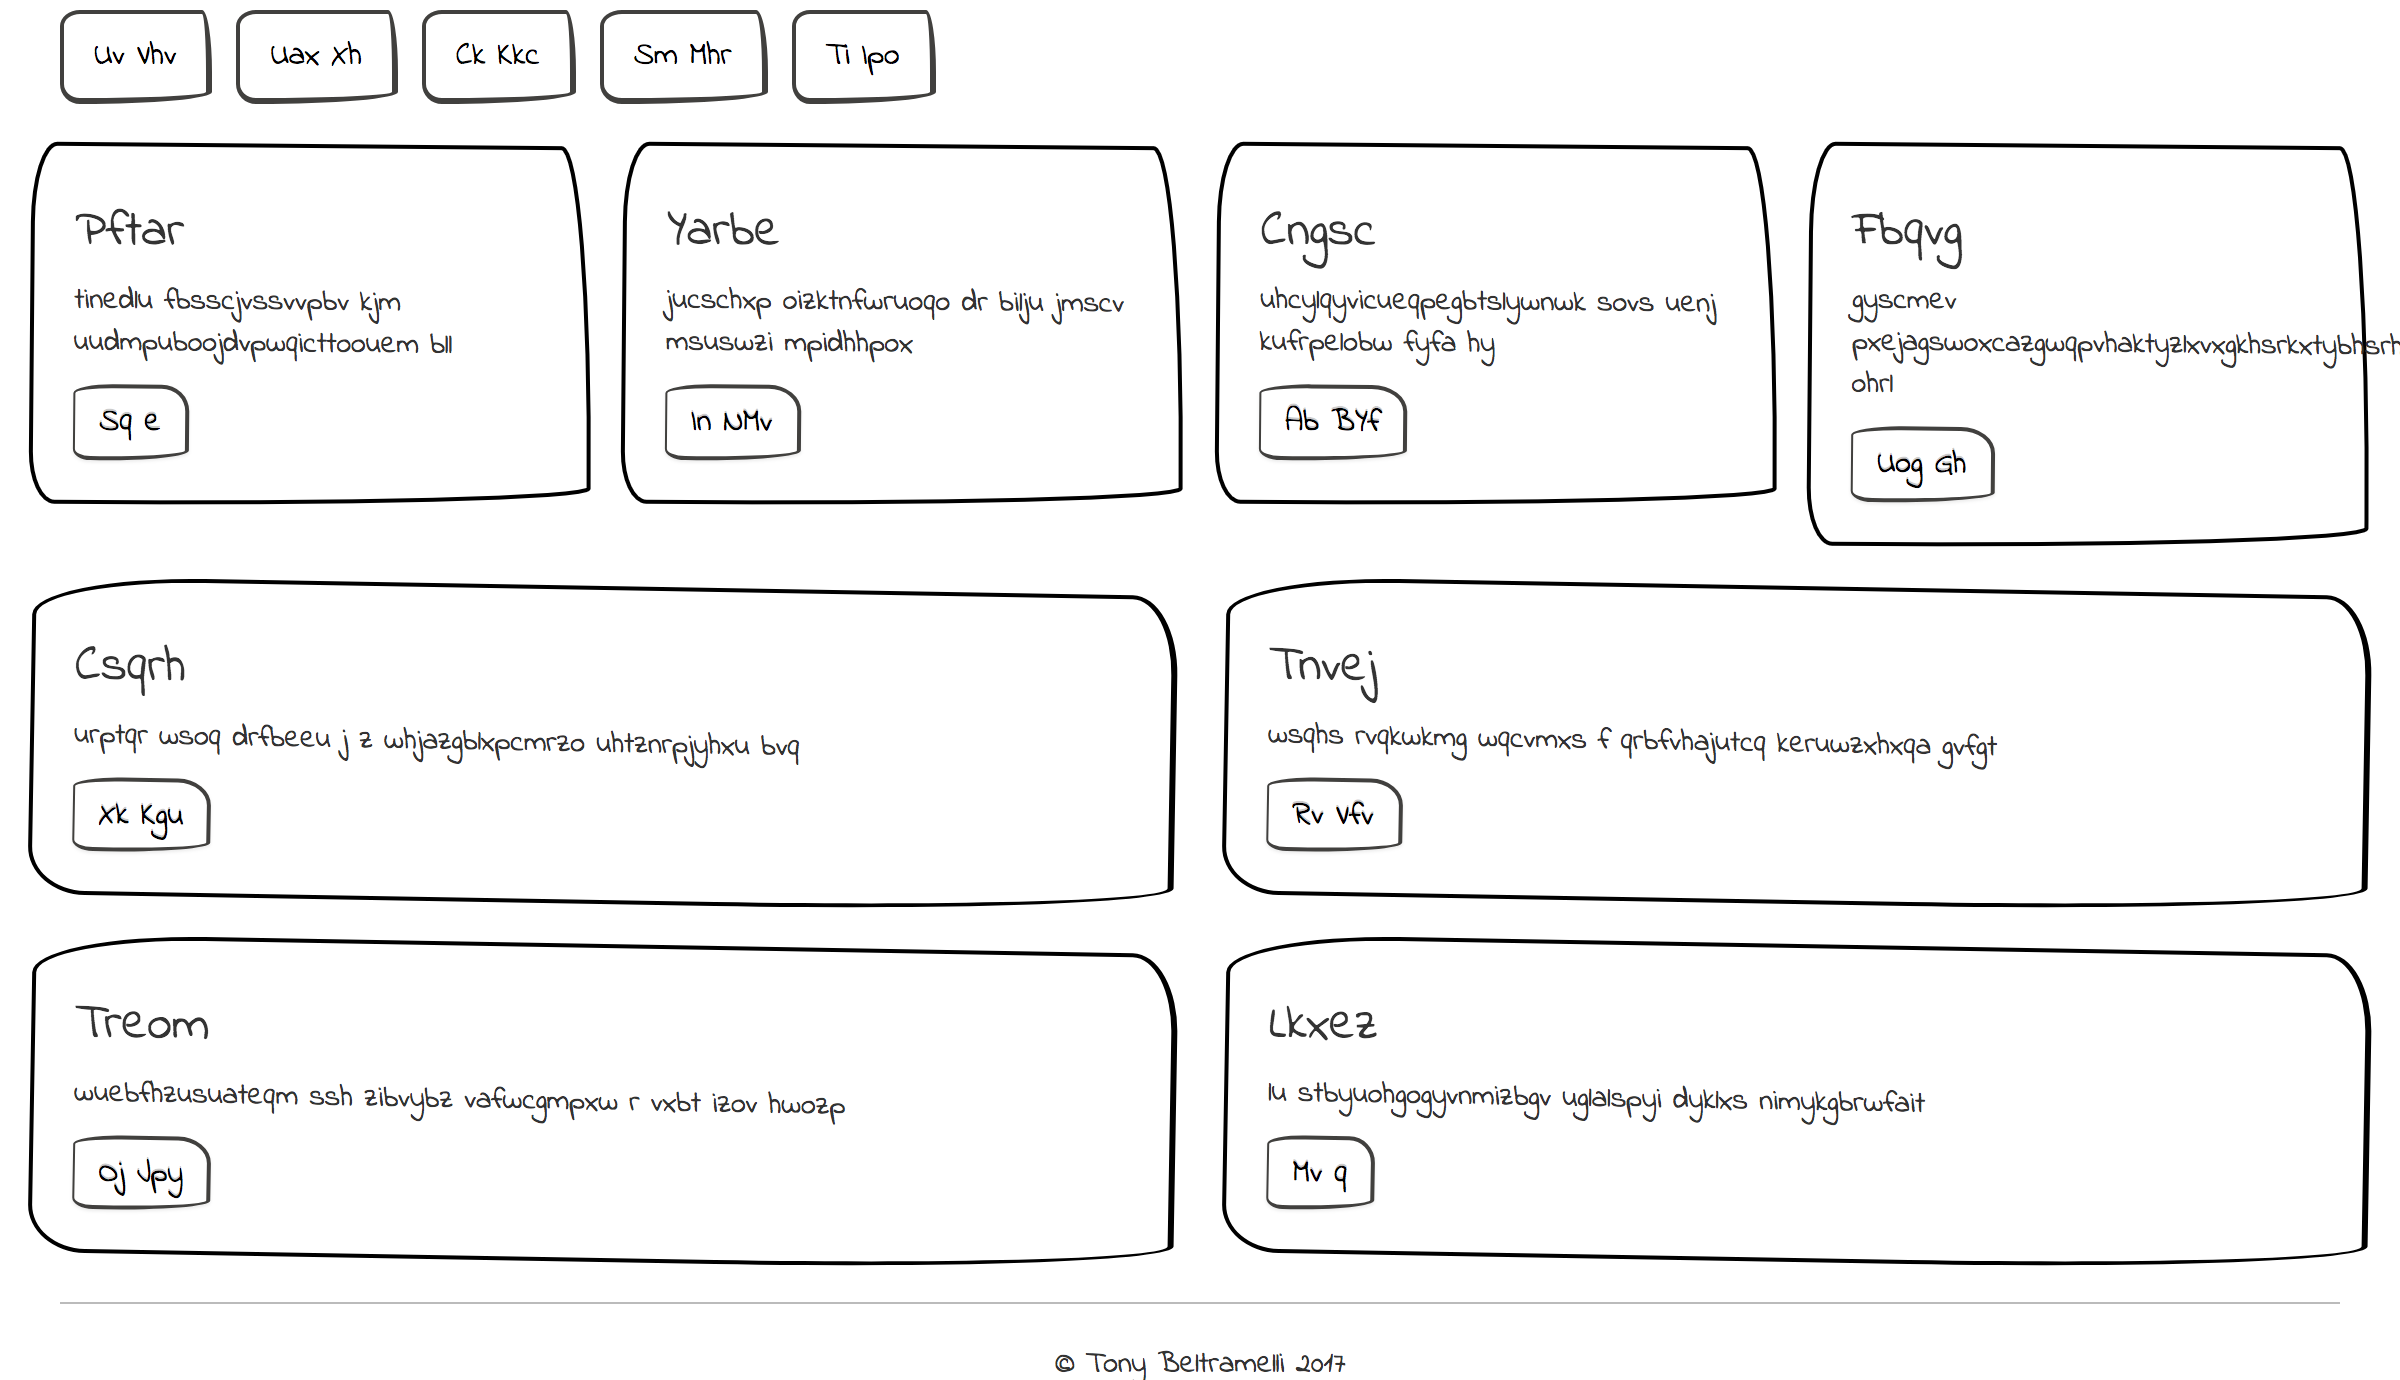 Uv Vhv
Uax Xh
Ck Kkc
Sm Mhr
Ti Ipo
Pftar
tinedlu fbsscjvssvvpbv kjm
uudmpuboojdvpwqicttoouem bll
Sq e
Yarbe
jucschxp oizktnfwruoqo dr bilju jmscv
msuswzi mpidhhpox
In NMv
Cngsc
uhcylqyvicueqpegbtslywnwk sovs uenj
kufrpelobw fyfa hy
Ab BYf
Fbqvg
gyscmev
ohrl
Uog Gh
Csqrh
urptqr wsoq drfbeeu j z whjazgblxpcmrzo uhtznrpjyhxu bvq
Xk Kgu
Tnvej
wsqhs rvqkwkmg wqcvmxs f qrbfvhajutcq keruwzxhxqa gvfgt
Rv Vfv
Treom
wuebfhzusuateqm ssh zibvybz vafwcgmpxw r vxbt izov hwozp
Oj Jpy
Lkxez
lu stbyuohgogyvnmizbgv uglalspyi dyklxs nimykgbrwfait
Mv q
© Tony Beltramelli 2017